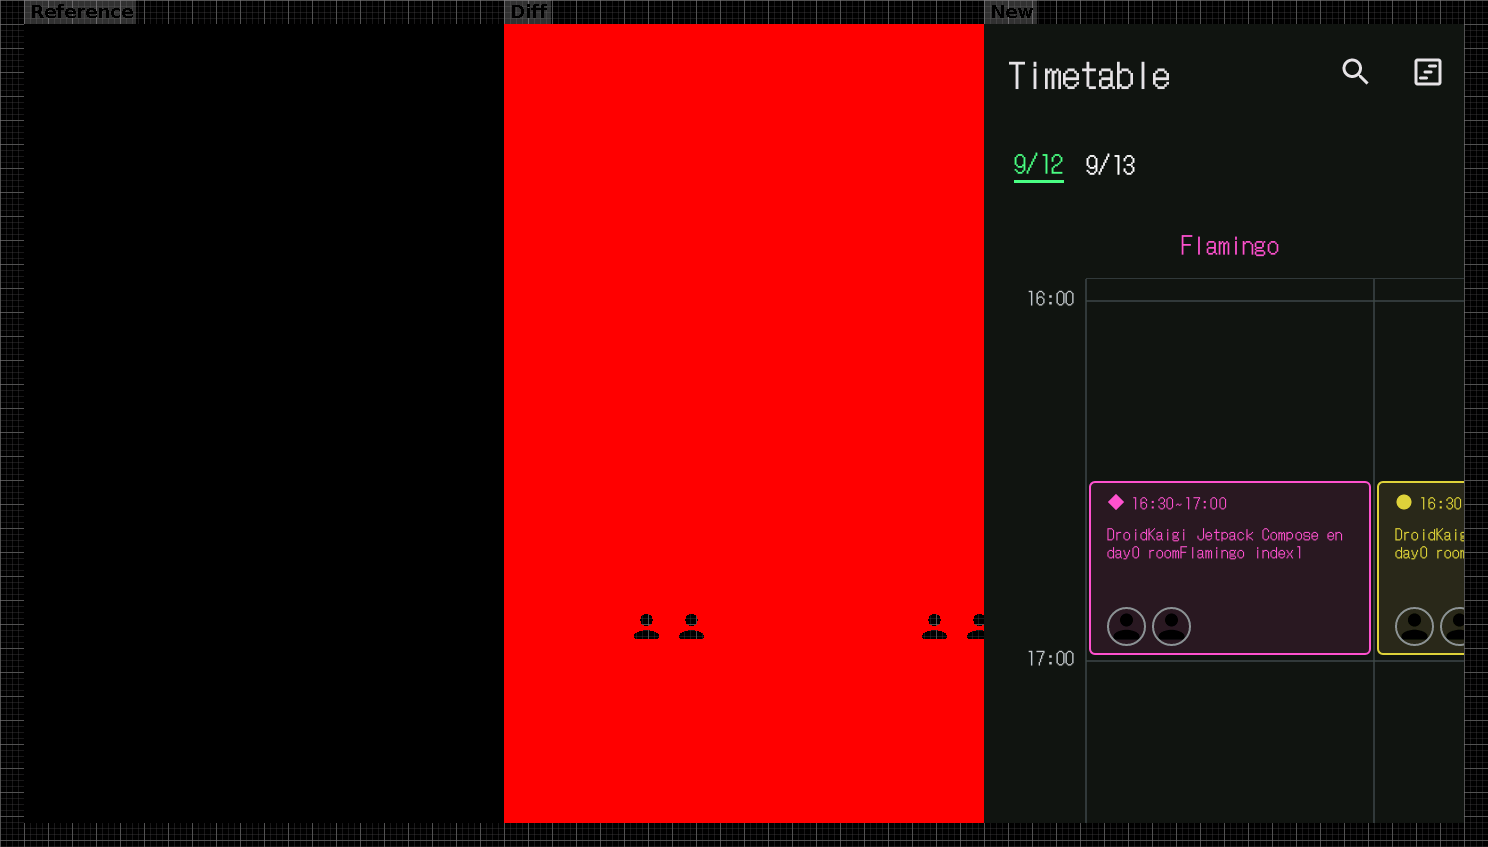 Reference
Diff
New
Timetable
9/12 9/13
Flamingo
16:00
16:30~17:00
DroidKaigi Jetpack Compose en
day0 roomFlamingo index1
16:30
DroidKaig
day0 room
17:00